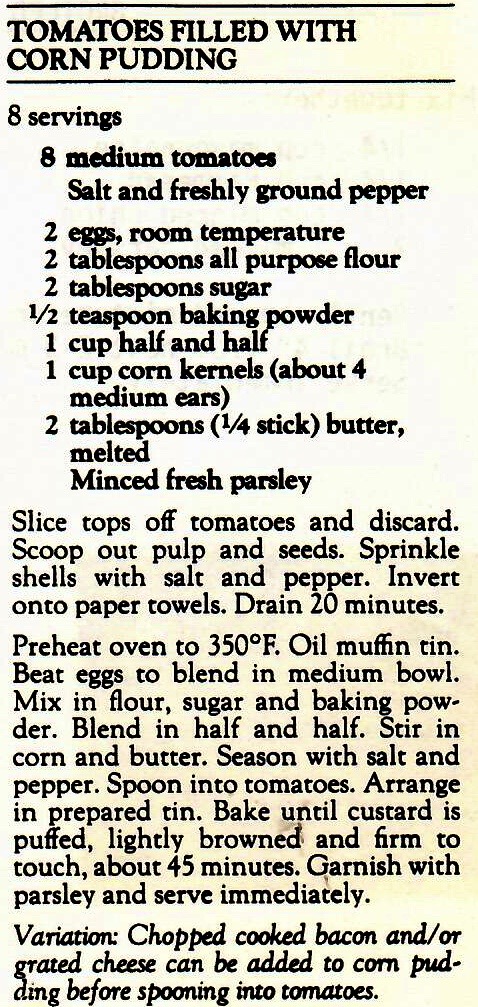 TOMATOES FILLED WITH
CORN PUDDING
8 servings
8 medium tomatoes
Salt and freshly ground pepper
2 eggs, room temperature
2 tablespoons all purpose flour
2 tablespoons sugar
½ teaspoon baking powder
1 cup half and half
1 cup corn kernels (about 4
medium ears)
2 tablespoons (¼ stick) butter,
melted
Minced fresh parsley
Slice tops off tomatoes and discard.
Scoop out pulp and seeds. Sprinkle
shells with salt and pepper. Invert
onto paper towels. Drain 20 minutes.
Preheat oven to 350°F. Oil muffin tin.
Beat eggs to blend in medium bowl.
Mix in flour, sugar and baking pow-
der. Blend in half and half. Stir in
corn and butter. Season with salt and
pepper. Spoon into tomatoes. Arrange
in prepared tin. Bake until custard is
puffed, lightly browned and firm to
touch, about 45 minutes. Garnish with
parsley and serve immediately.
Variation: Chopped cooked bacon and/or
grated cheese can be added to corn pud-
ding before spooning into tomatoes.